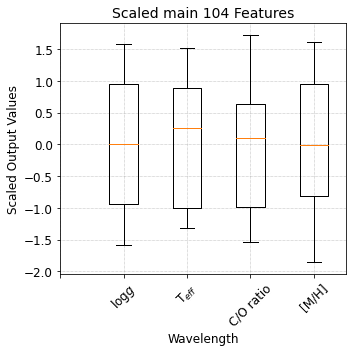 Scaled main 104 Features
Scaled Output Values
1.5
1.0
0.5
0.0
−0.5
−1.0
−1.5
−2.0
logg
T_eff
C/O ratio
[M/H]
Wavelength